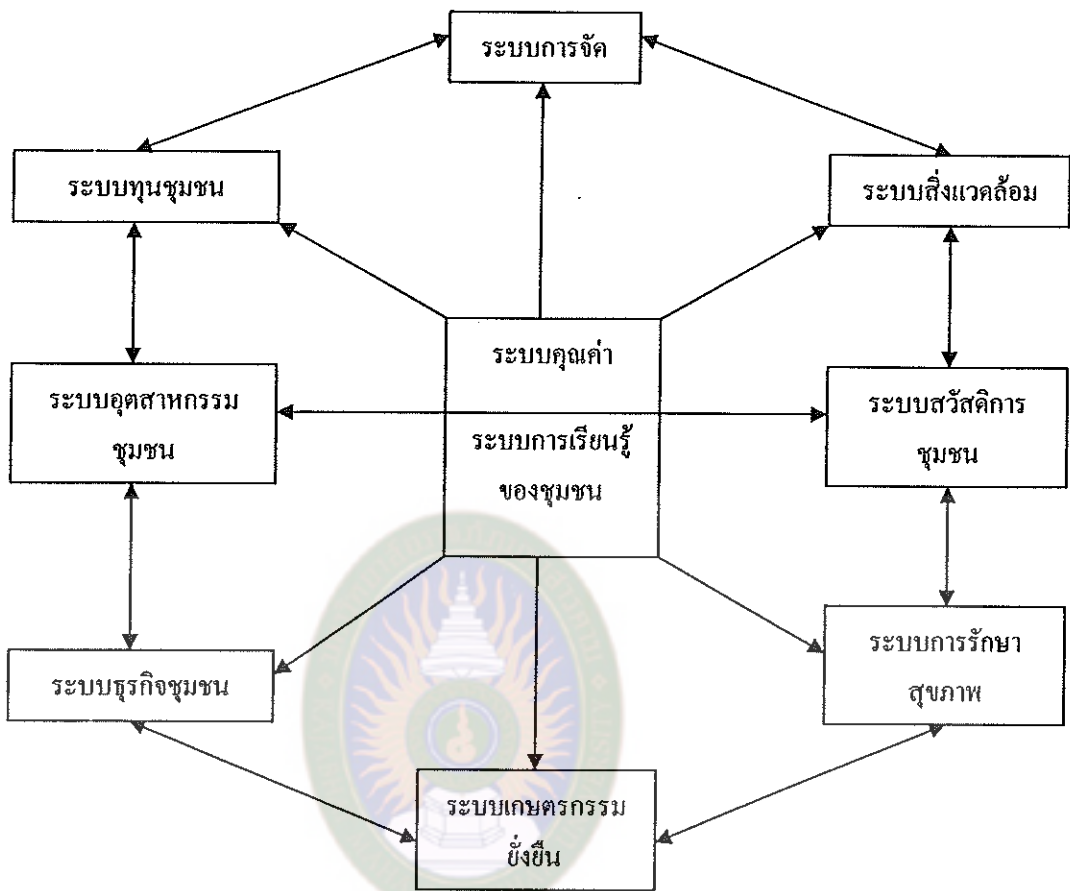 ระบบการจัด
ระบบทุนชุมชน
ระบบสิ่งแวดล้อม
ระบบคุณค่า
ระบบอุตสาหกรรม
ชุมชน
ระบบการเรียนรู้
ของชุมชน
ระบบสวัสดิการ
ชุมชน
ระบบธุรกิจชุมชน
ระบบการรักษา
สุขภาพ
ระบบเกษตรกรรม
ยั่งยืน